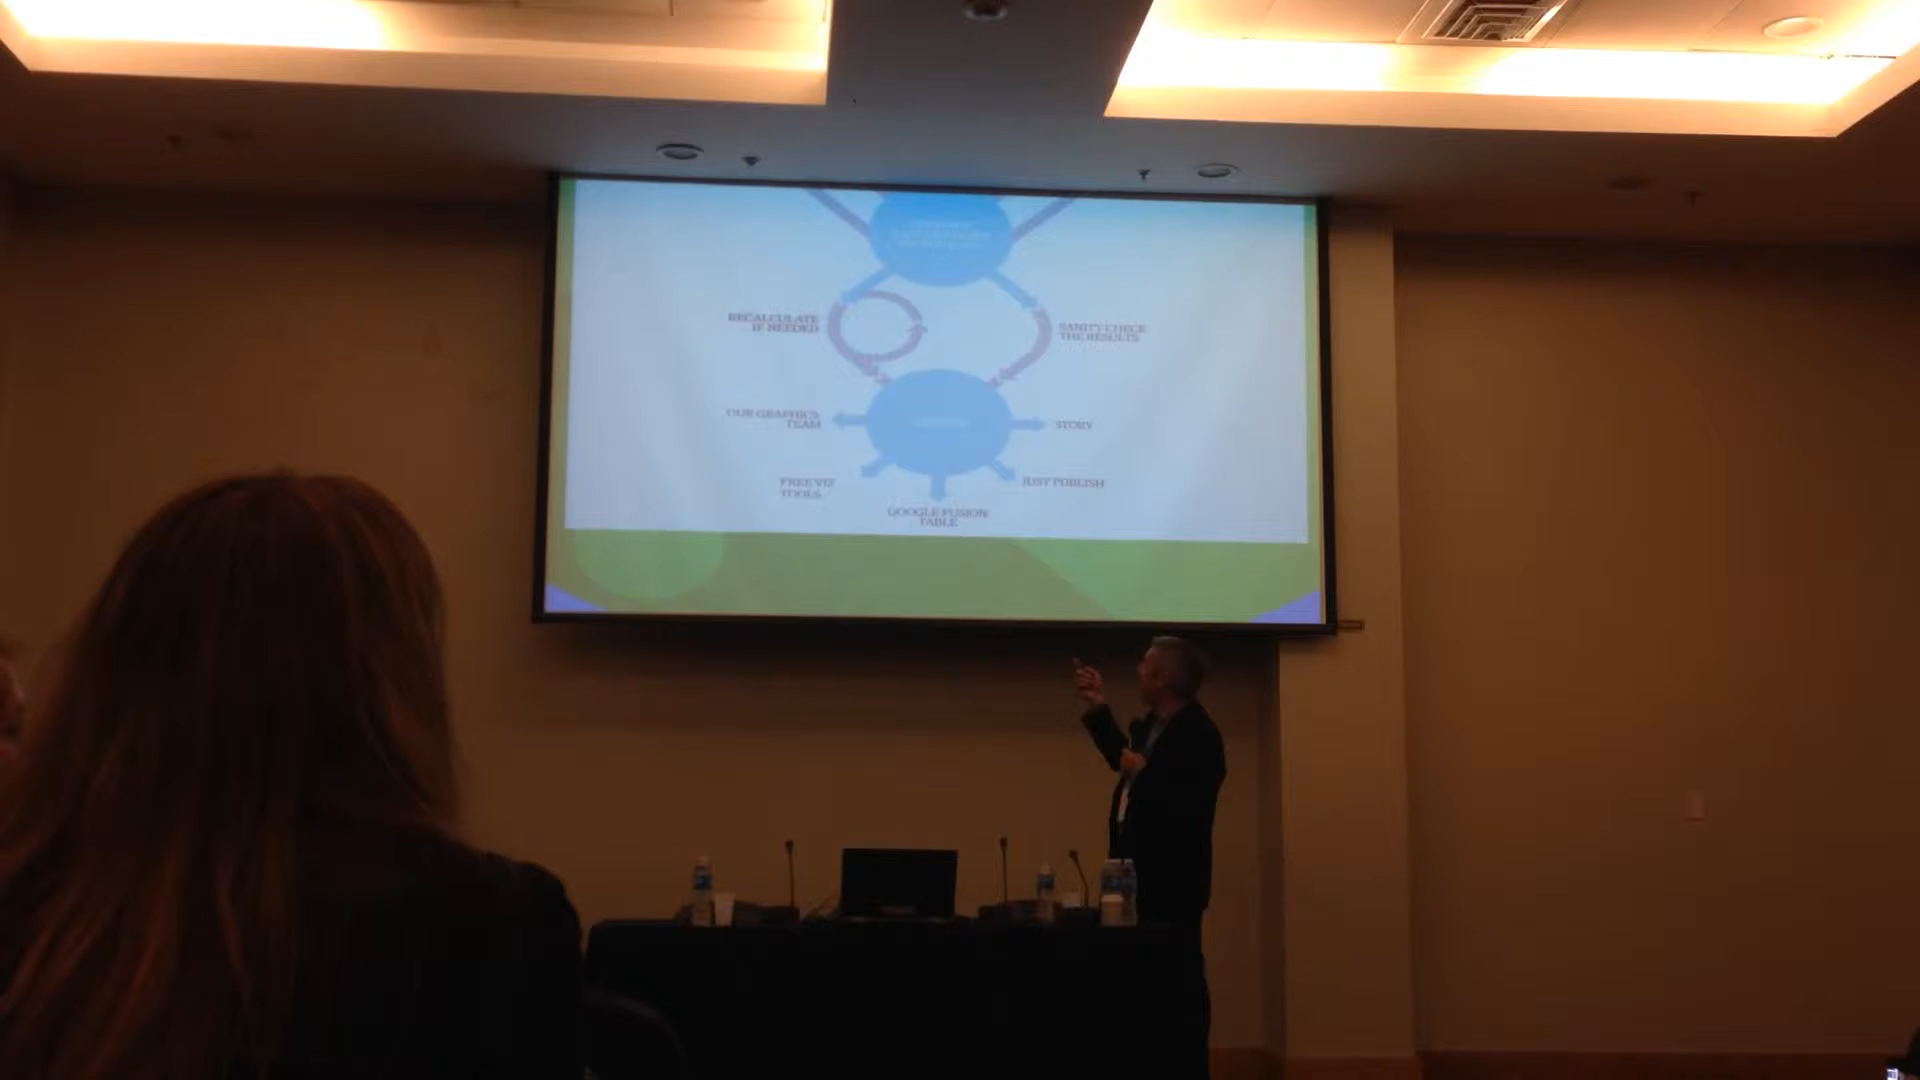 RECALCULATE
IF NEEDED
SANITY CHECK
THE RESULTS
OUR GRAPHICS
TEAM
STORY
FREE VIZ
TOOLS
JUST PUBLISH
GOOGLE FUSION
TABLE